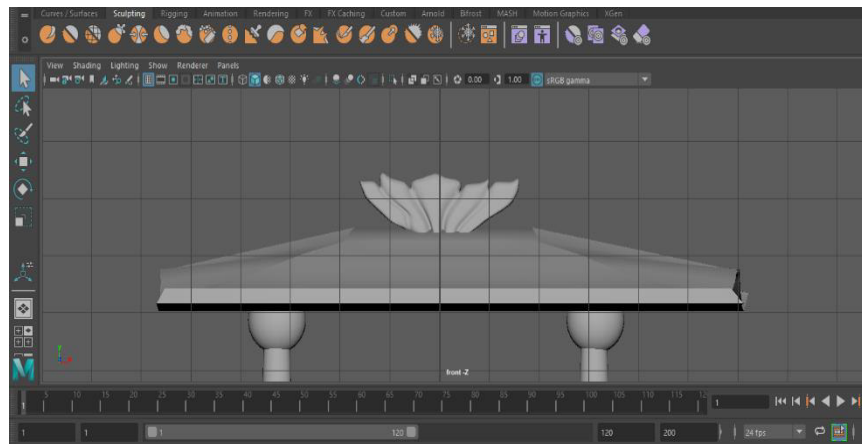 Curves / Surfaces Sculpting Rigging Animation Rendering FX FX Caching Custom Arnold Bifrost MASH Motion Graphics XGen
View Shading Lighting Show Renderer Panels
0.00 1.00 sRGB gamma
front -Z
5 10 15 20 25 30 35 40 45 50 55 60 65 70 75 80 85 90 95 100 105 110 115 12
1 1
1 1 1 120 120 200 24 fps